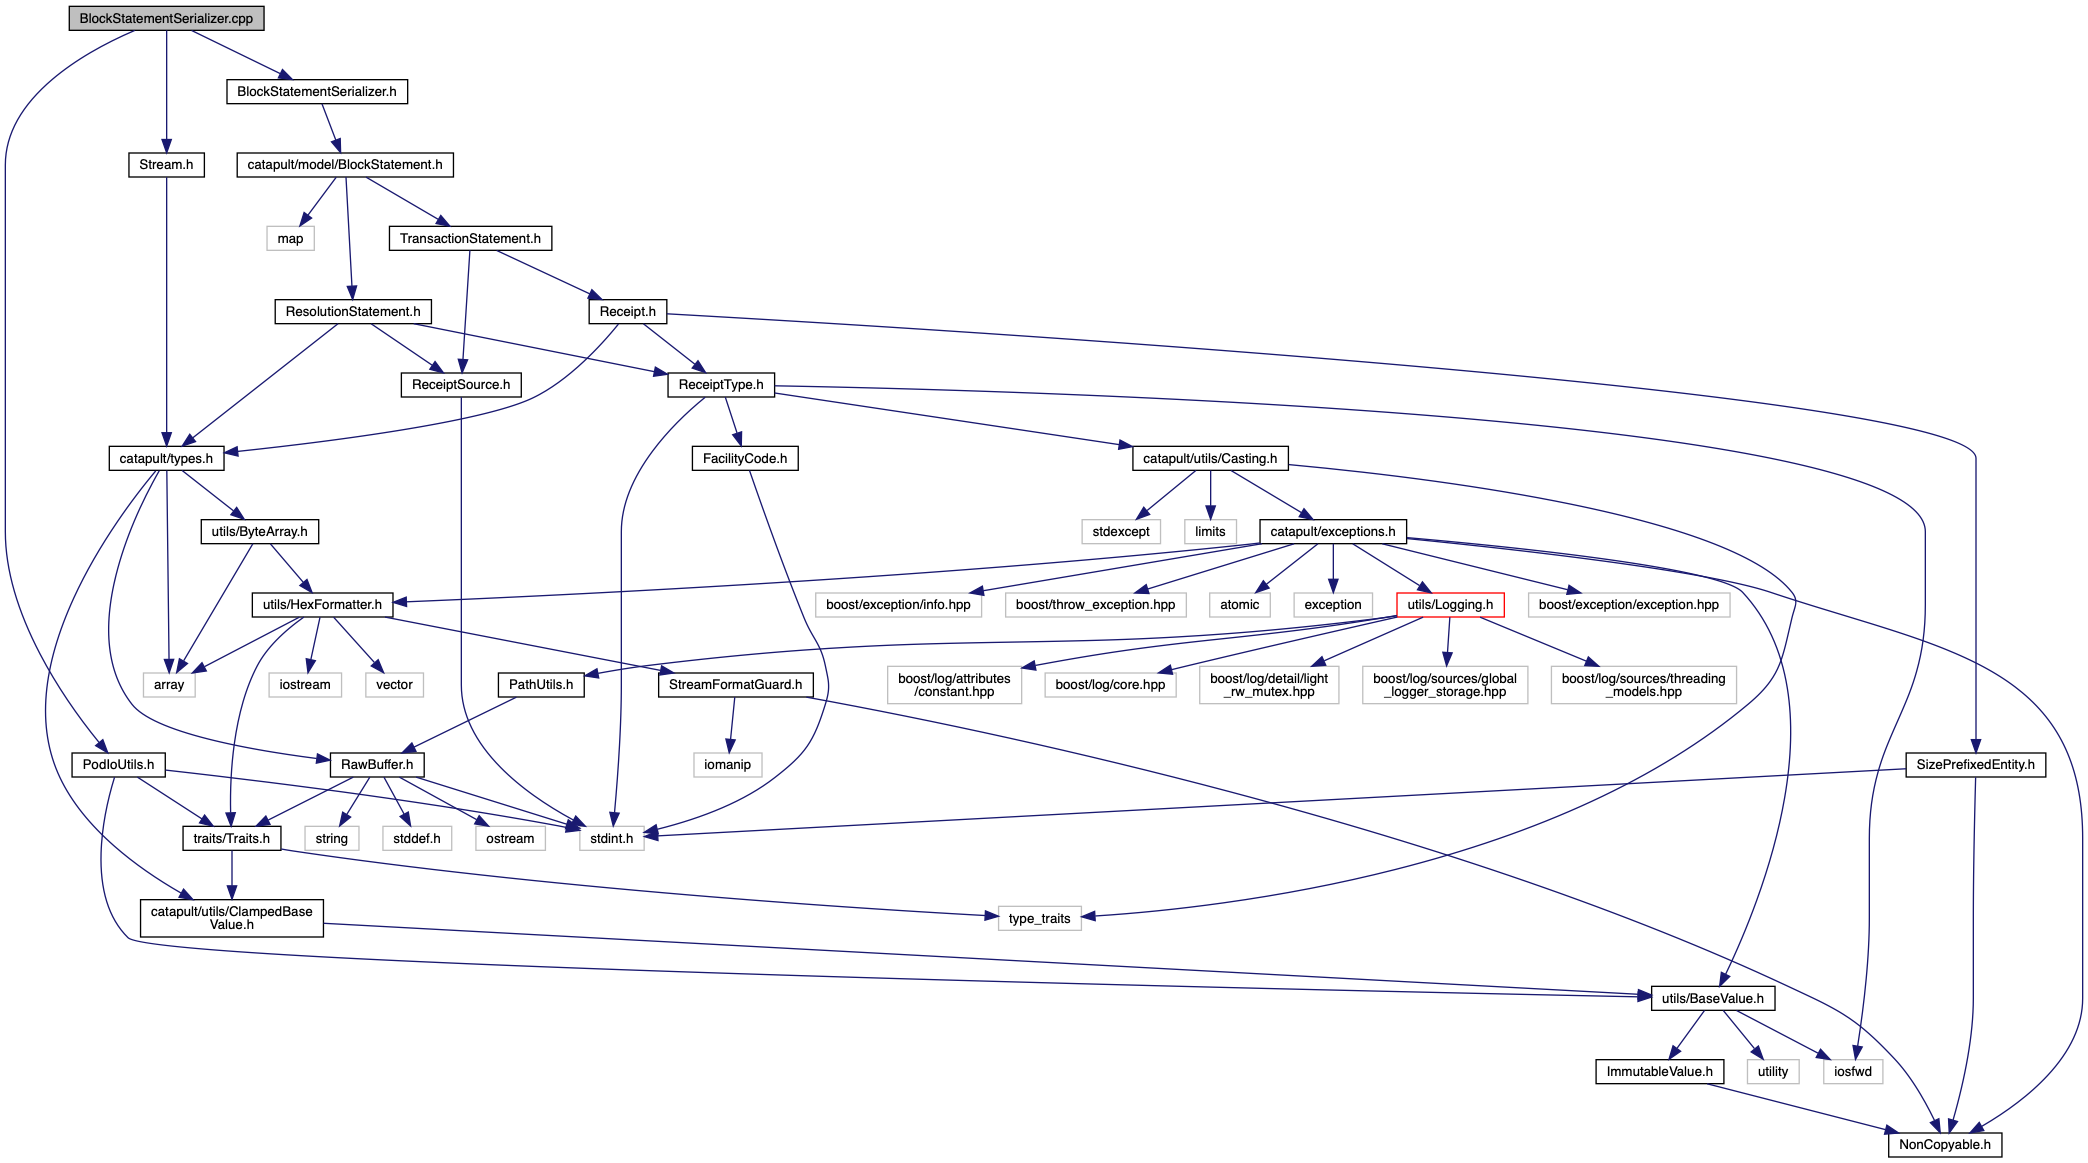 BlockStatementSerializer.cpp
BlockStatementSerializer.h
Stream.h
catapult/model/BlockStatement.h
map
TransactionStatement.h
ResolutionStatement.h
Receipt.h
ReceiptSource.h
ReceiptType.h
catapult/types.h
FacilityCode.h
catapult/utils/Casting.h
utils/ByteArray.h
stdexcept
limits
catapult/exceptions.h
utils/HexFormatter.h
boost/exception/info.hpp
boost/throw_exception.hpp
atomic
exception
utils/Logging.h
boost/exception/exception.hpp
array
iostream
vector
PathUtils.h
StreamFormatGuard.h
boost/log/attributes
/constant.hpp
boost/log/core.hpp
boost/log/detail/light
_rw_mutex.hpp
boost/log/sources/global
_logger_storage.hpp
boost/log/sources/threading
_models.hpp
PodIoUtils.h
RawBuffer.h
iomanip
SizePrefixedEntity.h
traits/Traits.h
string
stddef.h
ostream
stdint.h
catapult/utils/ClampedBase
Value.h
type_traits
utils/BaseValue.h
ImmutableValue.h
utility
iosfwd
NonCopyable.h